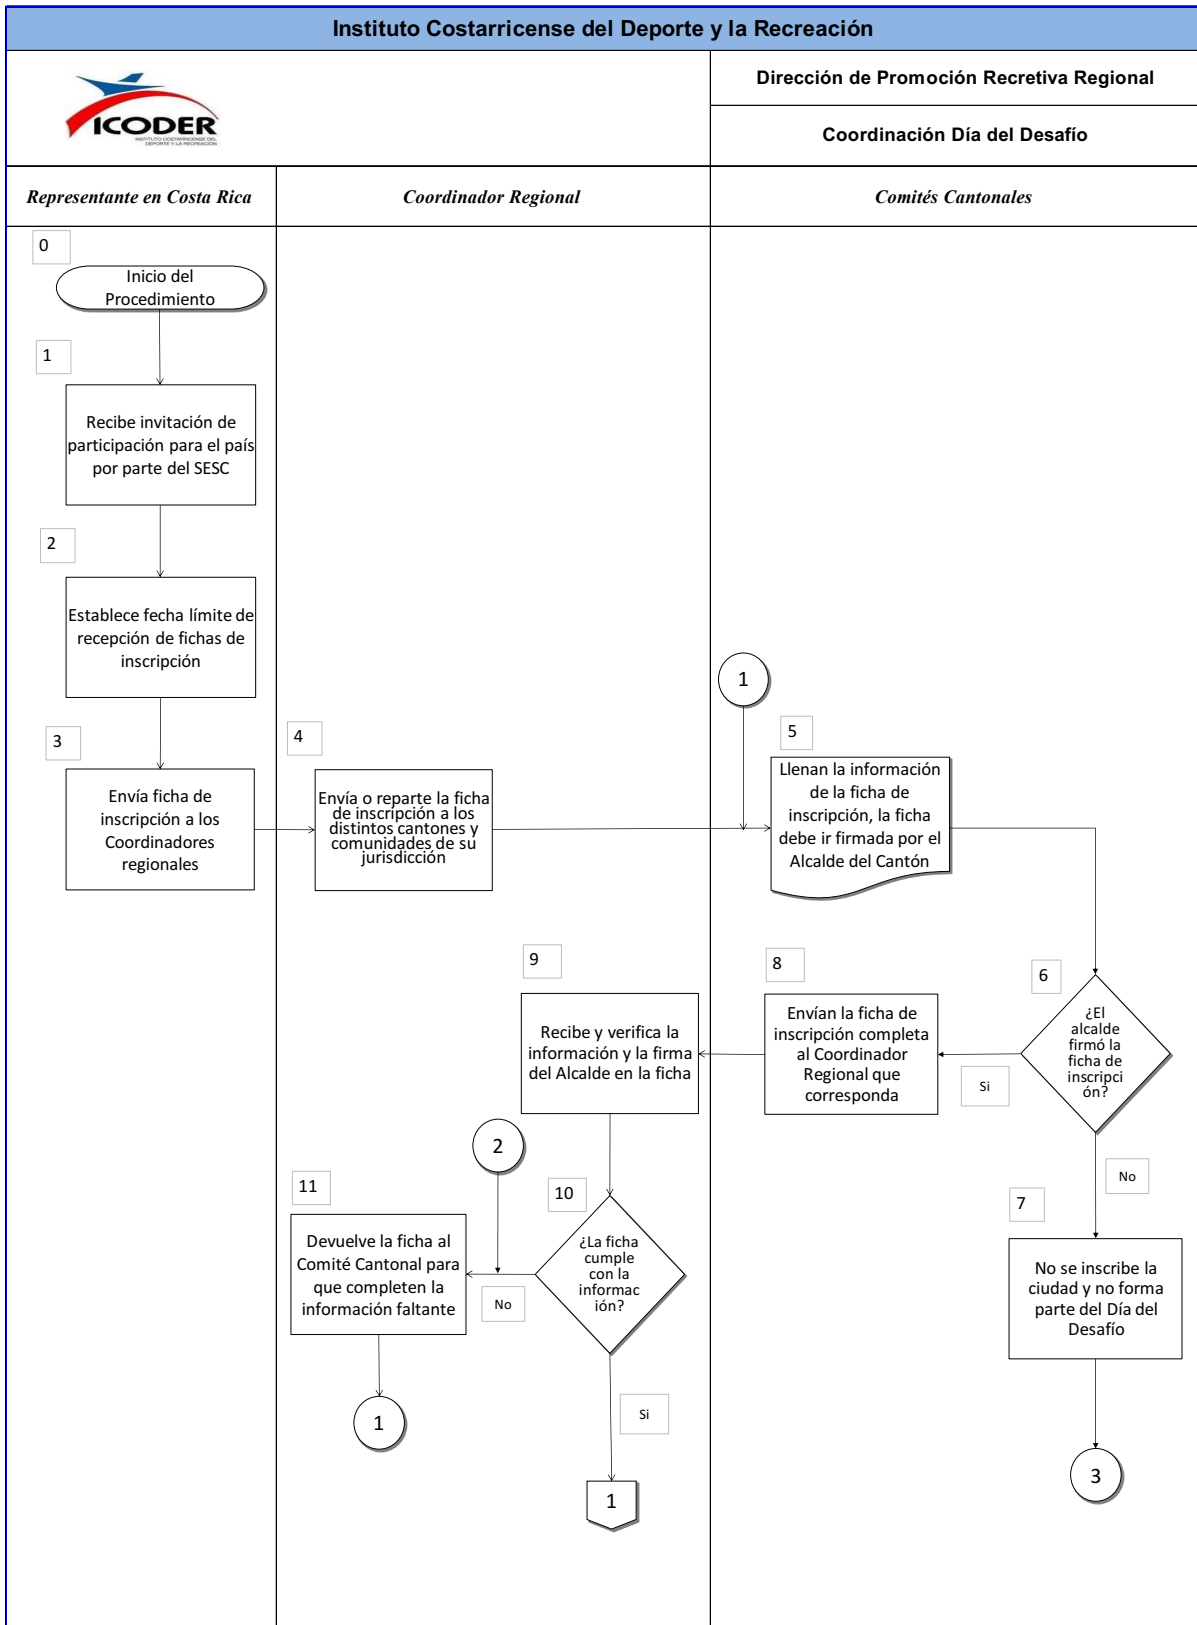 Instituto Costarricense del Deporte y la Recreación
ICODER
INSTITUTO COSTARRICENSE DEL
DEPORTE Y LA RECREACIÓN
Dirección de Promoción Recretiva Regional
Coordinación Día del Desafío
Representante en Costa Rica
Coordinador Regional
Comités Cantonales
0
Inicio del
Procedimiento
1
Recibe invitación de
participación para el país
por parte del SESC
2
Establece fecha límite de
recepción de fichas de
inscripción
3
Envía ficha de
inscripción a los
Coordinadores
regionales
4
Envía o reparte la ficha
de inscripción a los
distintos cantones y
comunidades de su
jurisdicción
1
5
Llenan la información
de la ficha de
inscripción, la ficha
debe ir firmada por el
Alcalde del Cantón
6
¿El
alcalde
firmó la
ficha de
inscripci
ón?
Si
No
7
No se inscribe la
ciudad y no forma
parte del Día del
Desafío
3
8
Envían la ficha de
inscripción completa
al Coordinador
Regional que
corresponda
9
Recibe y verifica la
información y la firma
del Alcalde en la ficha
2
10
¿La ficha
cumple
con la
informac
ión?
No
Si
11
Devuelve la ficha al
Comité Cantonal para
que completen la
información faltante
1
1